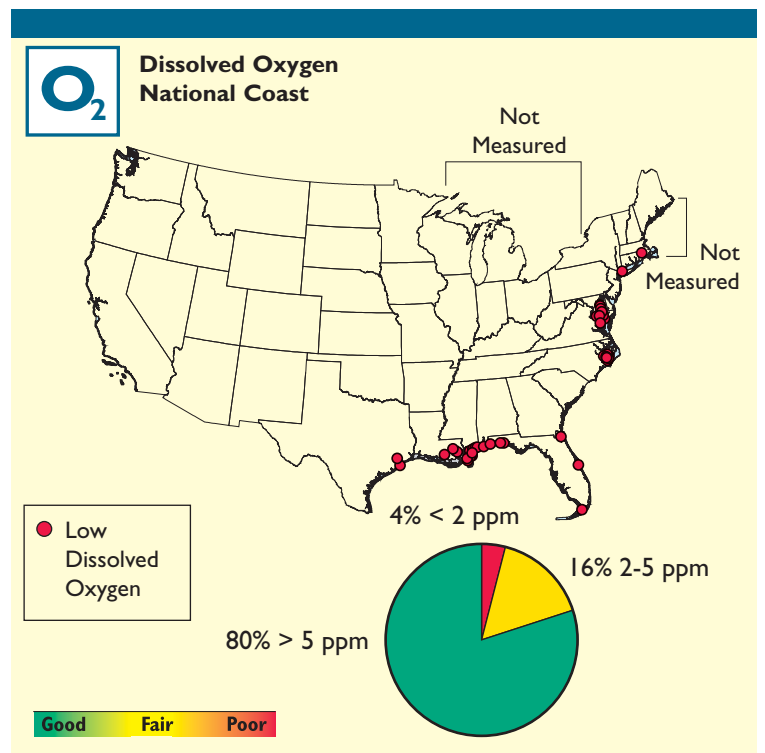 O2
Dissolved Oxygen
National Coast
Not
Measured
Not
Measured
Low
Dissolved
Oxygen
4% < 2 ppm
16% 2-5 ppm
80% > 5 ppm
Good Fair Poor